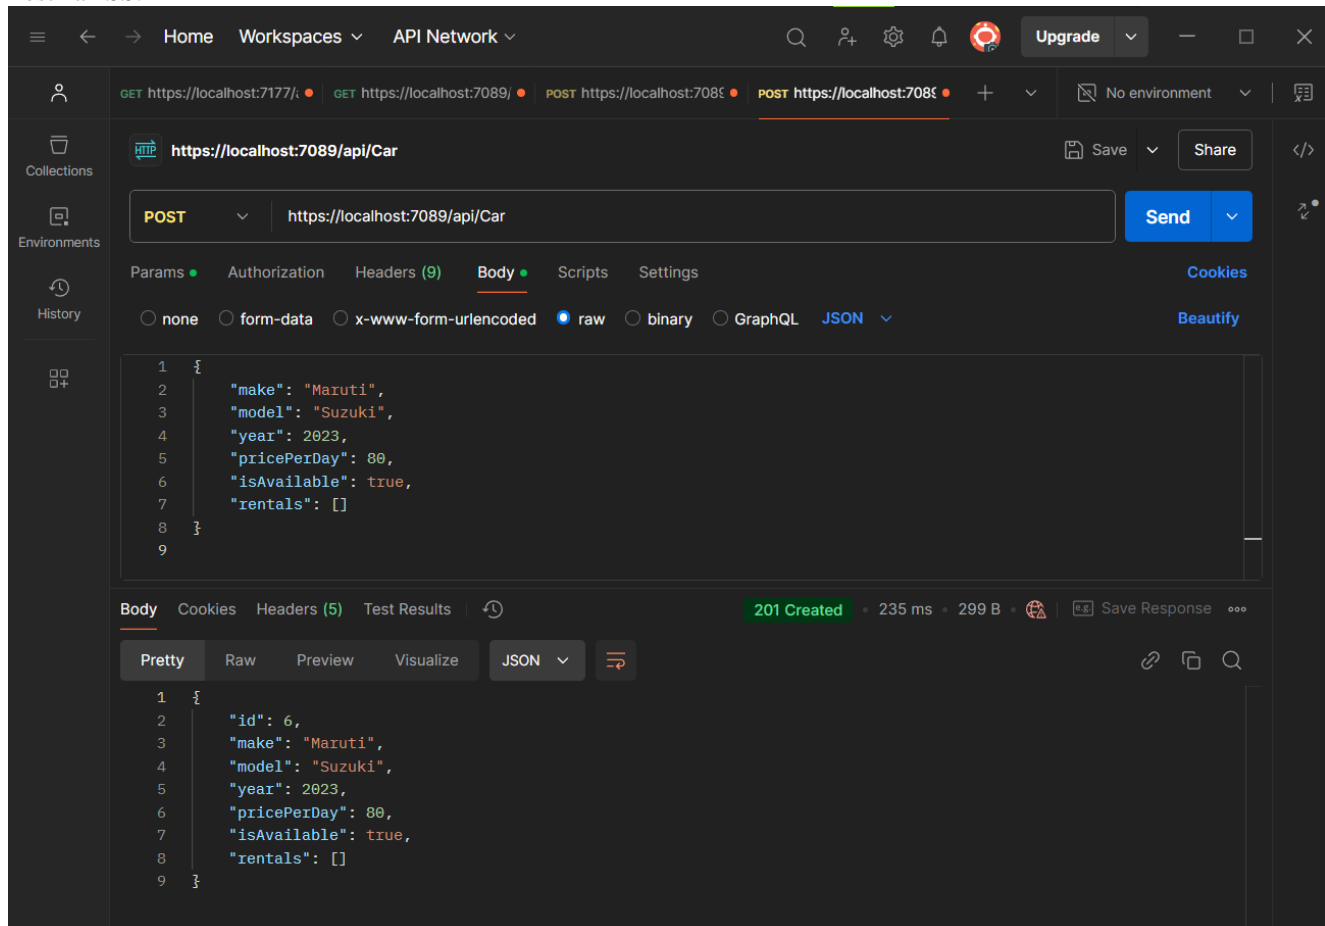 Home Workspaces API Network Upgrade
GET https://localhost:7177/ GET https://localhost:7089/ POST https://localhost:7089 POST https://localhost:7089 No environment
https://localhost:7089/api/Car Save Share
Collections
POST https://localhost:7089/api/Car Send
Environments
Params Authorization Headers (9) Body Scripts Settings Cookies
History
none form-data x-www-form-urlencoded raw binary GraphQL JSON Beautify
1 {
2 "make": "Maruti",
3 "model": "Suzuki",
4 "year": 2023,
5 "pricePerDay": 80,
6 "isAvailable": true,
7 "rentals": []
8 }
9
Body Cookies Headers (5) Test Results 201 Created 235 ms 299 B e.g. Save Response
Pretty Raw Preview Visualize JSON
1 {
2 "id": 6,
3 "make": "Maruti",
4 "model": "Suzuki",
5 "year": 2023,
6 "pricePerDay": 80,
7 "isAvailable": true,
8 "rentals": []
9 }